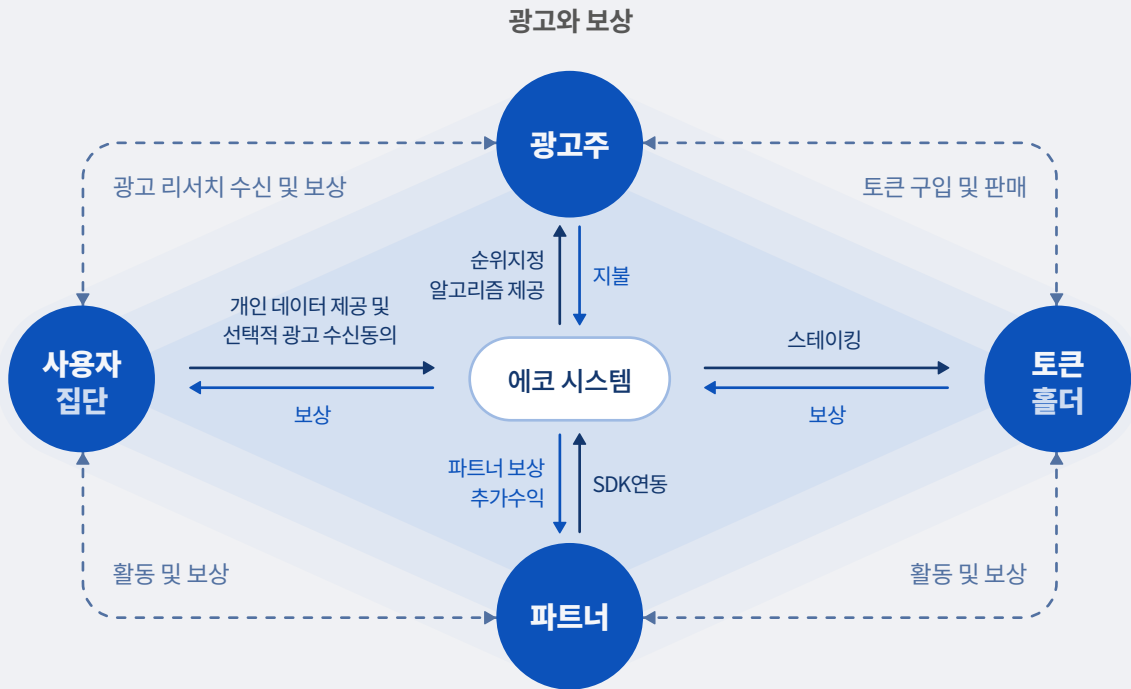 광고와 보상
광고주
광고 리서치 수신 및 보상
토큰 구입 및 판매
순위지정
알고리즘 제공
지불
개인 데이터 제공 및
선택적 광고 수신동의
스테이킹
사용자
집단
에코 시스템
토큰
홀더
보상
보상
파트너 보상
추가수익
SDK연동
활동 및 보상
활동 및 보상
파트너